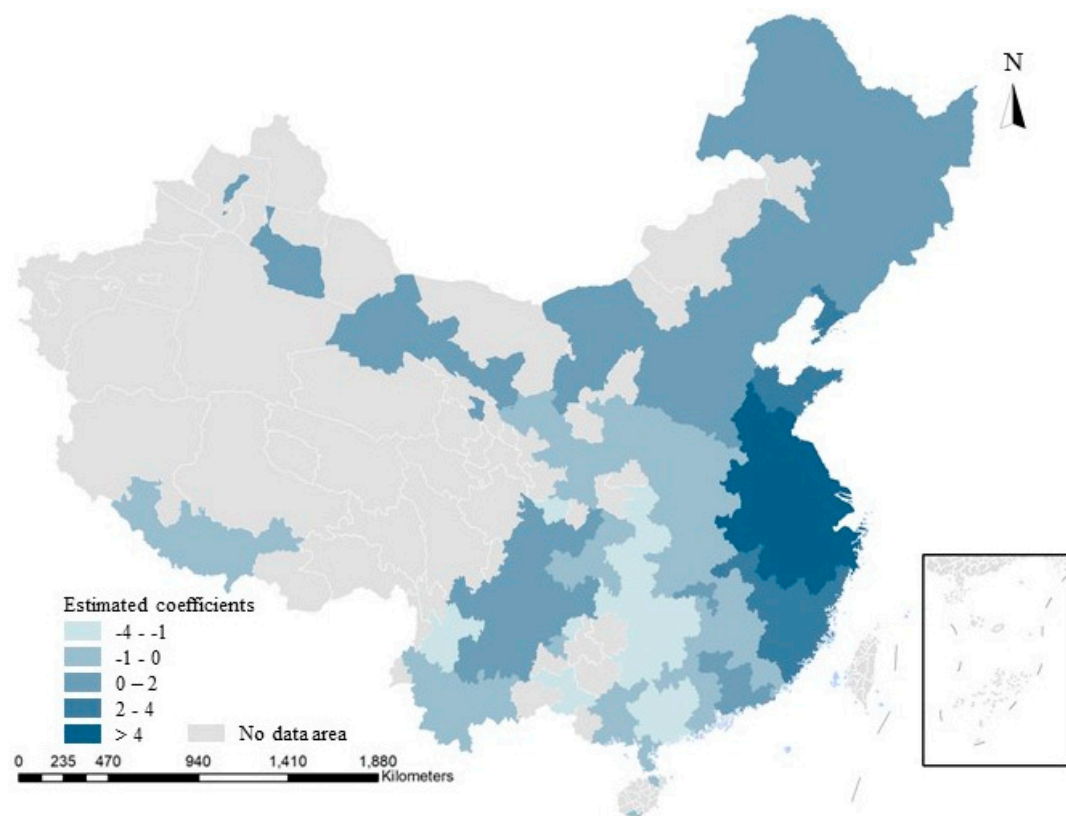 N
Estimated coefficients
-4 - -1
-1 - 0
0 – 2
2 - 4
> 4
No data area
0 235 470 940 1,410 1,880
Kilometers